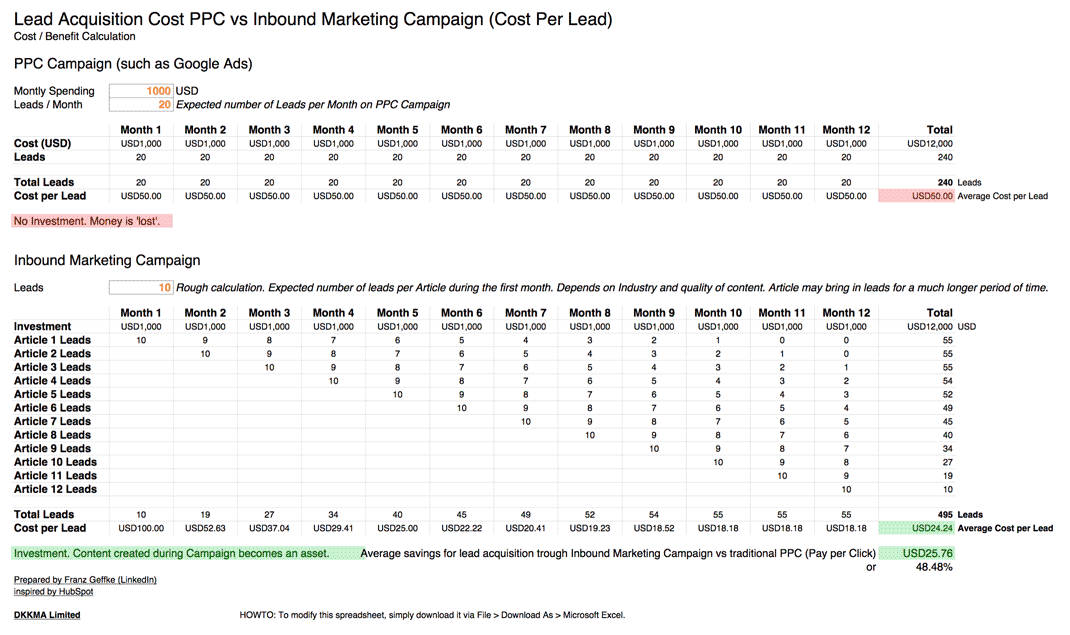 Lead Acquisition Cost PPC vs Inbound Marketing Campaign (Cost Per Lead)
Cost / Benefit Calculation
PPC Campaign (such as Google Ads)
Montly Spending 1000 USD
Leads / Month 20 Expected number of Leads per Month on PPC Campaign
Month 1 Month 2 Month 3 Month 4 Month 5 Month 6 Month 7 Month 8 Month 9 Month 10 Month 11 Month 12 Total
Cost (USD) USD1,000 USD1,000 USD1,000 USD1,000 USD1,000 USD1,000 USD1,000 USD1,000 USD1,000 USD1,000 USD1,000 USD1,000 USD12,000
Leads 20 20 20 20 20 20 20 20 20 20 20 20 240
Total Leads 20 20 20 20 20 20 20 20 20 20 20 20 240 Leads
Cost per Lead USD50.00 USD50.00 USD50.00 USD50.00 USD50.00 USD50.00 USD50.00 USD50.00 USD50.00 USD50.00 USD50.00 USD50.00 USD50.00 Average Cost per Lead
No Investment. Money is 'lost'.
Inbound Marketing Campaign
Leads 10 Rough calculation. Expected number of leads per Article during the first month. Depends on Industry and quality of content. Article may bring in leads for a much longer period of time.
Month 1 Month 2 Month 3 Month 4 Month 5 Month 6 Month 7 Month 8 Month 9 Month 10 Month 11 Month 12 Total
Investment USD1,000 USD1,000 USD1,000 USD1,000 USD1,000 USD1,000 USD1,000 USD1,000 USD1,000 USD1,000 USD1,000 USD1,000 USD12,000 USD
Article 1 Leads 10 9 8 7 6 5 4 3 2 1 0 0 55
Article 2 Leads 10 9 8 7 6 5 4 3 2 1 0 55
Article 3 Leads 10 9 8 7 6 5 4 3 2 1 55
Article 4 Leads 10 9 8 7 6 5 4 3 2 54
Article 5 Leads 10 9 8 7 6 5 4 3 52
Article 6 Leads 10 9 8 7 6 5 4 49
Article 7 Leads 10 9 8 7 6 5 45
Article 8 Leads 10 9 8 7 6 40
Article 9 Leads 10 9 8 7 34
Article 10 Leads 10 9 8 27
Article 11 Leads 10 9 19
Article 12 Leads 10 10
Total Leads 10 19 27 34 40 45 49 52 54 55 55 55 495 Leads
Cost per Lead USD100.00 USD52.63 USD37.04 USD29.41 USD25.00 USD22.22 USD20.41 USD19.23 USD18.52 USD18.18 USD18.18 USD18.18 USD24.24 Average Cost per Lead
Investment. Content created during Campaign becomes an asset. Average savings for lead acquisition trough Inbound Marketing Campaign vs traditional PPC (Pay per Click) USD25.76
or 48.48%
Prepared by Franz Geffke (LinkedIn)
inspired by HubSpot
DKKMA Limited HOWTO: To modify this spreadsheet, simply download it via File > Download As > Microsoft Excel.